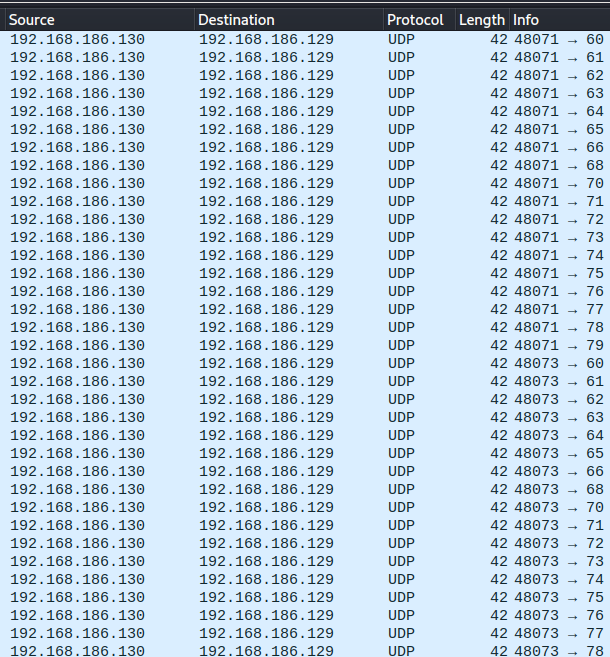 Source Destination Protocol Length Info
192.168.186.130 192.168.186.129 UDP 42 48071 → 60
192.168.186.130 192.168.186.129 UDP 42 48071 → 61
192.168.186.130 192.168.186.129 UDP 42 48071 → 62
192.168.186.130 192.168.186.129 UDP 42 48071 → 63
192.168.186.130 192.168.186.129 UDP 42 48071 → 64
192.168.186.130 192.168.186.129 UDP 42 48071 → 65
192.168.186.130 192.168.186.129 UDP 42 48071 → 66
192.168.186.130 192.168.186.129 UDP 42 48071 → 68
192.168.186.130 192.168.186.129 UDP 42 48071 → 70
192.168.186.130 192.168.186.129 UDP 42 48071 → 71
192.168.186.130 192.168.186.129 UDP 42 48071 → 72
192.168.186.130 192.168.186.129 UDP 42 48071 → 73
192.168.186.130 192.168.186.129 UDP 42 48071 → 74
192.168.186.130 192.168.186.129 UDP 42 48071 → 75
192.168.186.130 192.168.186.129 UDP 42 48071 → 76
192.168.186.130 192.168.186.129 UDP 42 48071 → 77
192.168.186.130 192.168.186.129 UDP 42 48071 → 78
192.168.186.130 192.168.186.129 UDP 42 48071 → 79
192.168.186.130 192.168.186.129 UDP 42 48073 → 60
192.168.186.130 192.168.186.129 UDP 42 48073 → 61
192.168.186.130 192.168.186.129 UDP 42 48073 → 62
192.168.186.130 192.168.186.129 UDP 42 48073 → 63
192.168.186.130 192.168.186.129 UDP 42 48073 → 64
192.168.186.130 192.168.186.129 UDP 42 48073 → 65
192.168.186.130 192.168.186.129 UDP 42 48073 → 66
192.168.186.130 192.168.186.129 UDP 42 48073 → 68
192.168.186.130 192.168.186.129 UDP 42 48073 → 70
192.168.186.130 192.168.186.129 UDP 42 48073 → 71
192.168.186.130 192.168.186.129 UDP 42 48073 → 72
192.168.186.130 192.168.186.129 UDP 42 48073 → 73
192.168.186.130 192.168.186.129 UDP 42 48073 → 74
192.168.186.130 192.168.186.129 UDP 42 48073 → 75
192.168.186.130 192.168.186.129 UDP 42 48073 → 76
192.168.186.130 192.168.186.129 UDP 42 48073 → 77
192.168.186.130 192.168.186.129 UDP 42 48073 → 78